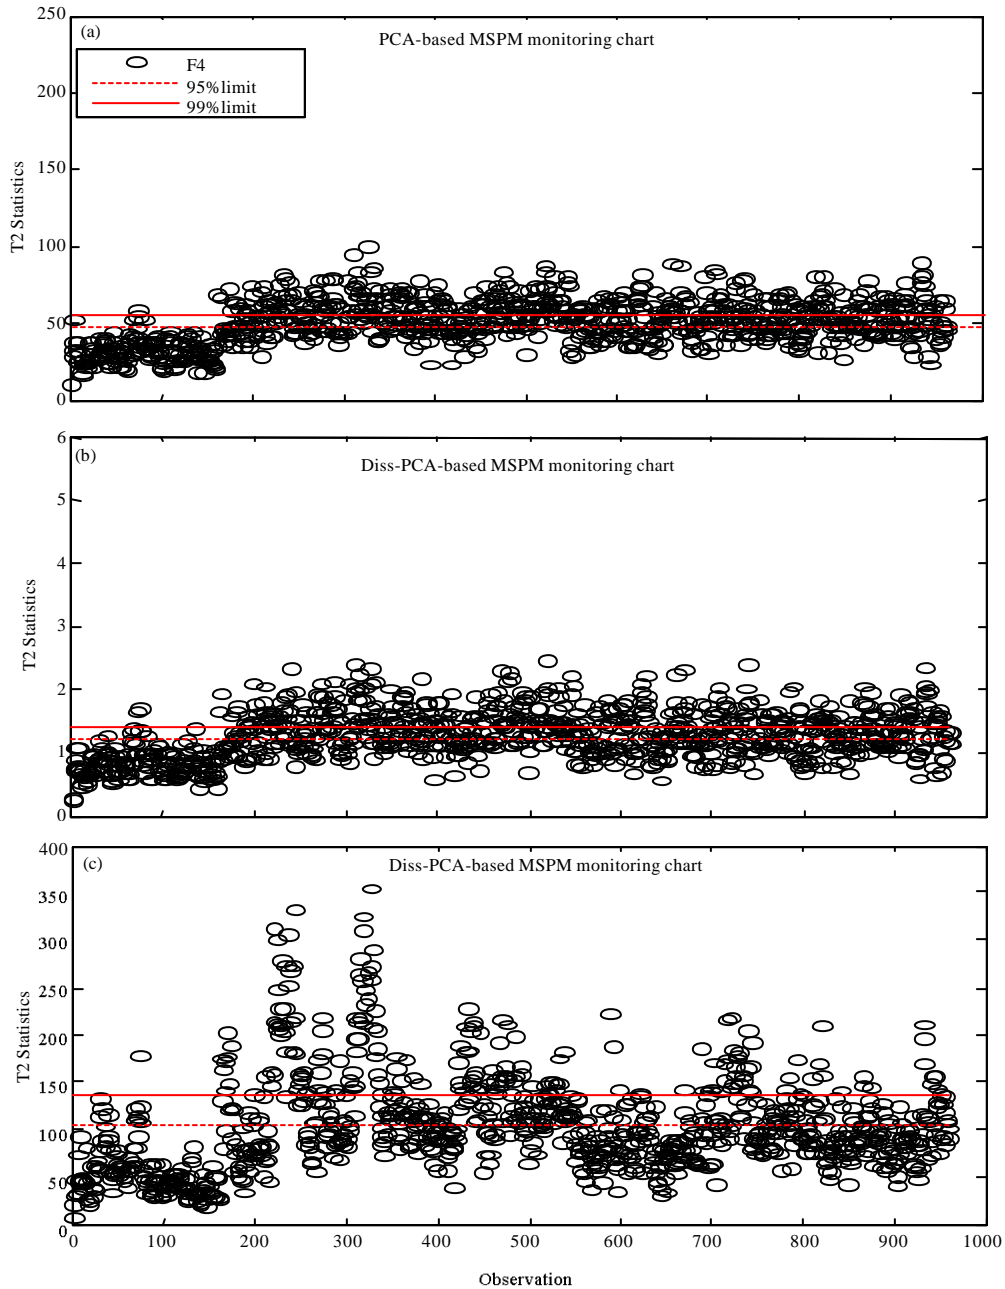 250
(a)
PCA-based MSPM monitoring chart
F4
95% limit
99% limit
200
150
100
50
0
T2 Statistics
6
(b)
Diss-PCA-based MSPM monitoring chart
5
4
3
2
1
0
T2 Statistics
400
(c)
Diss-PCA-based MSPM monitoring chart
350
300
250
200
150
100
50
0
T2 Statistics
0 100 200 300 400 500 600 700 800 900 1000
Observation